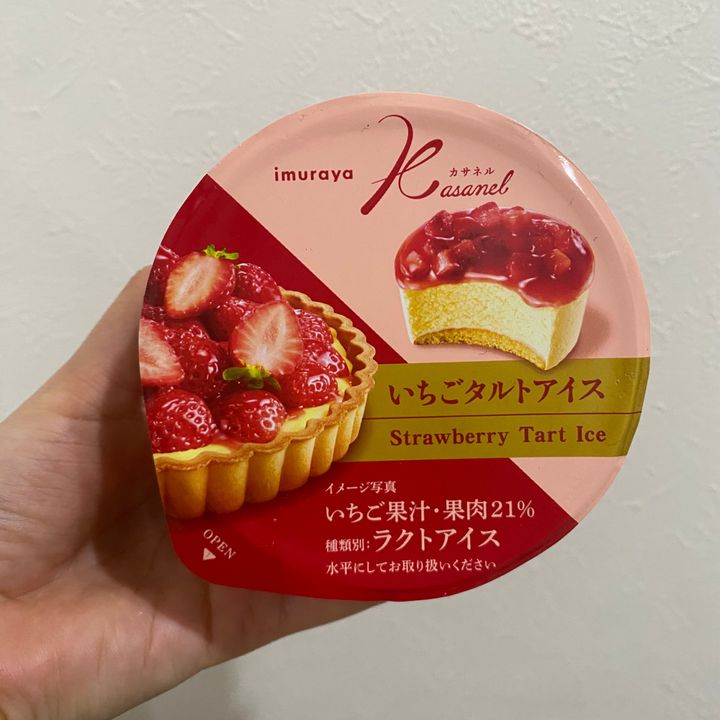 imuraya
カサネル
Kasanel
いちごタルトアイス
Strawberry Tart Ice
イメージ写真
いちご果汁・果肉21%
種類別:ラクトアイス
水平にしてお取り扱いください
OPEN